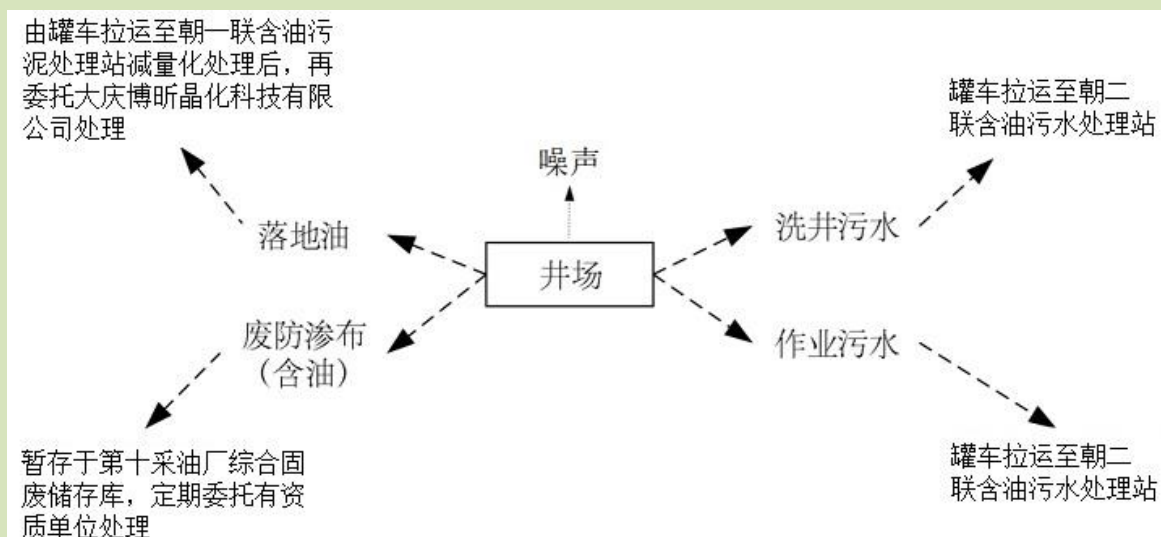 由罐车拉运至朝一联含油污
泥处理站减量化处理后，再
委托大庆博昕晶化科技有限
公司处理
罐车拉运至朝二
联含油污水处理站
噪声
落地油
洗井污水
井场
废防渗布
（含油）
作业污水
暂存于第十采油厂综合固
废储存库，定期委托有资
质单位处理
罐车拉运至朝二
联含油污水处理站